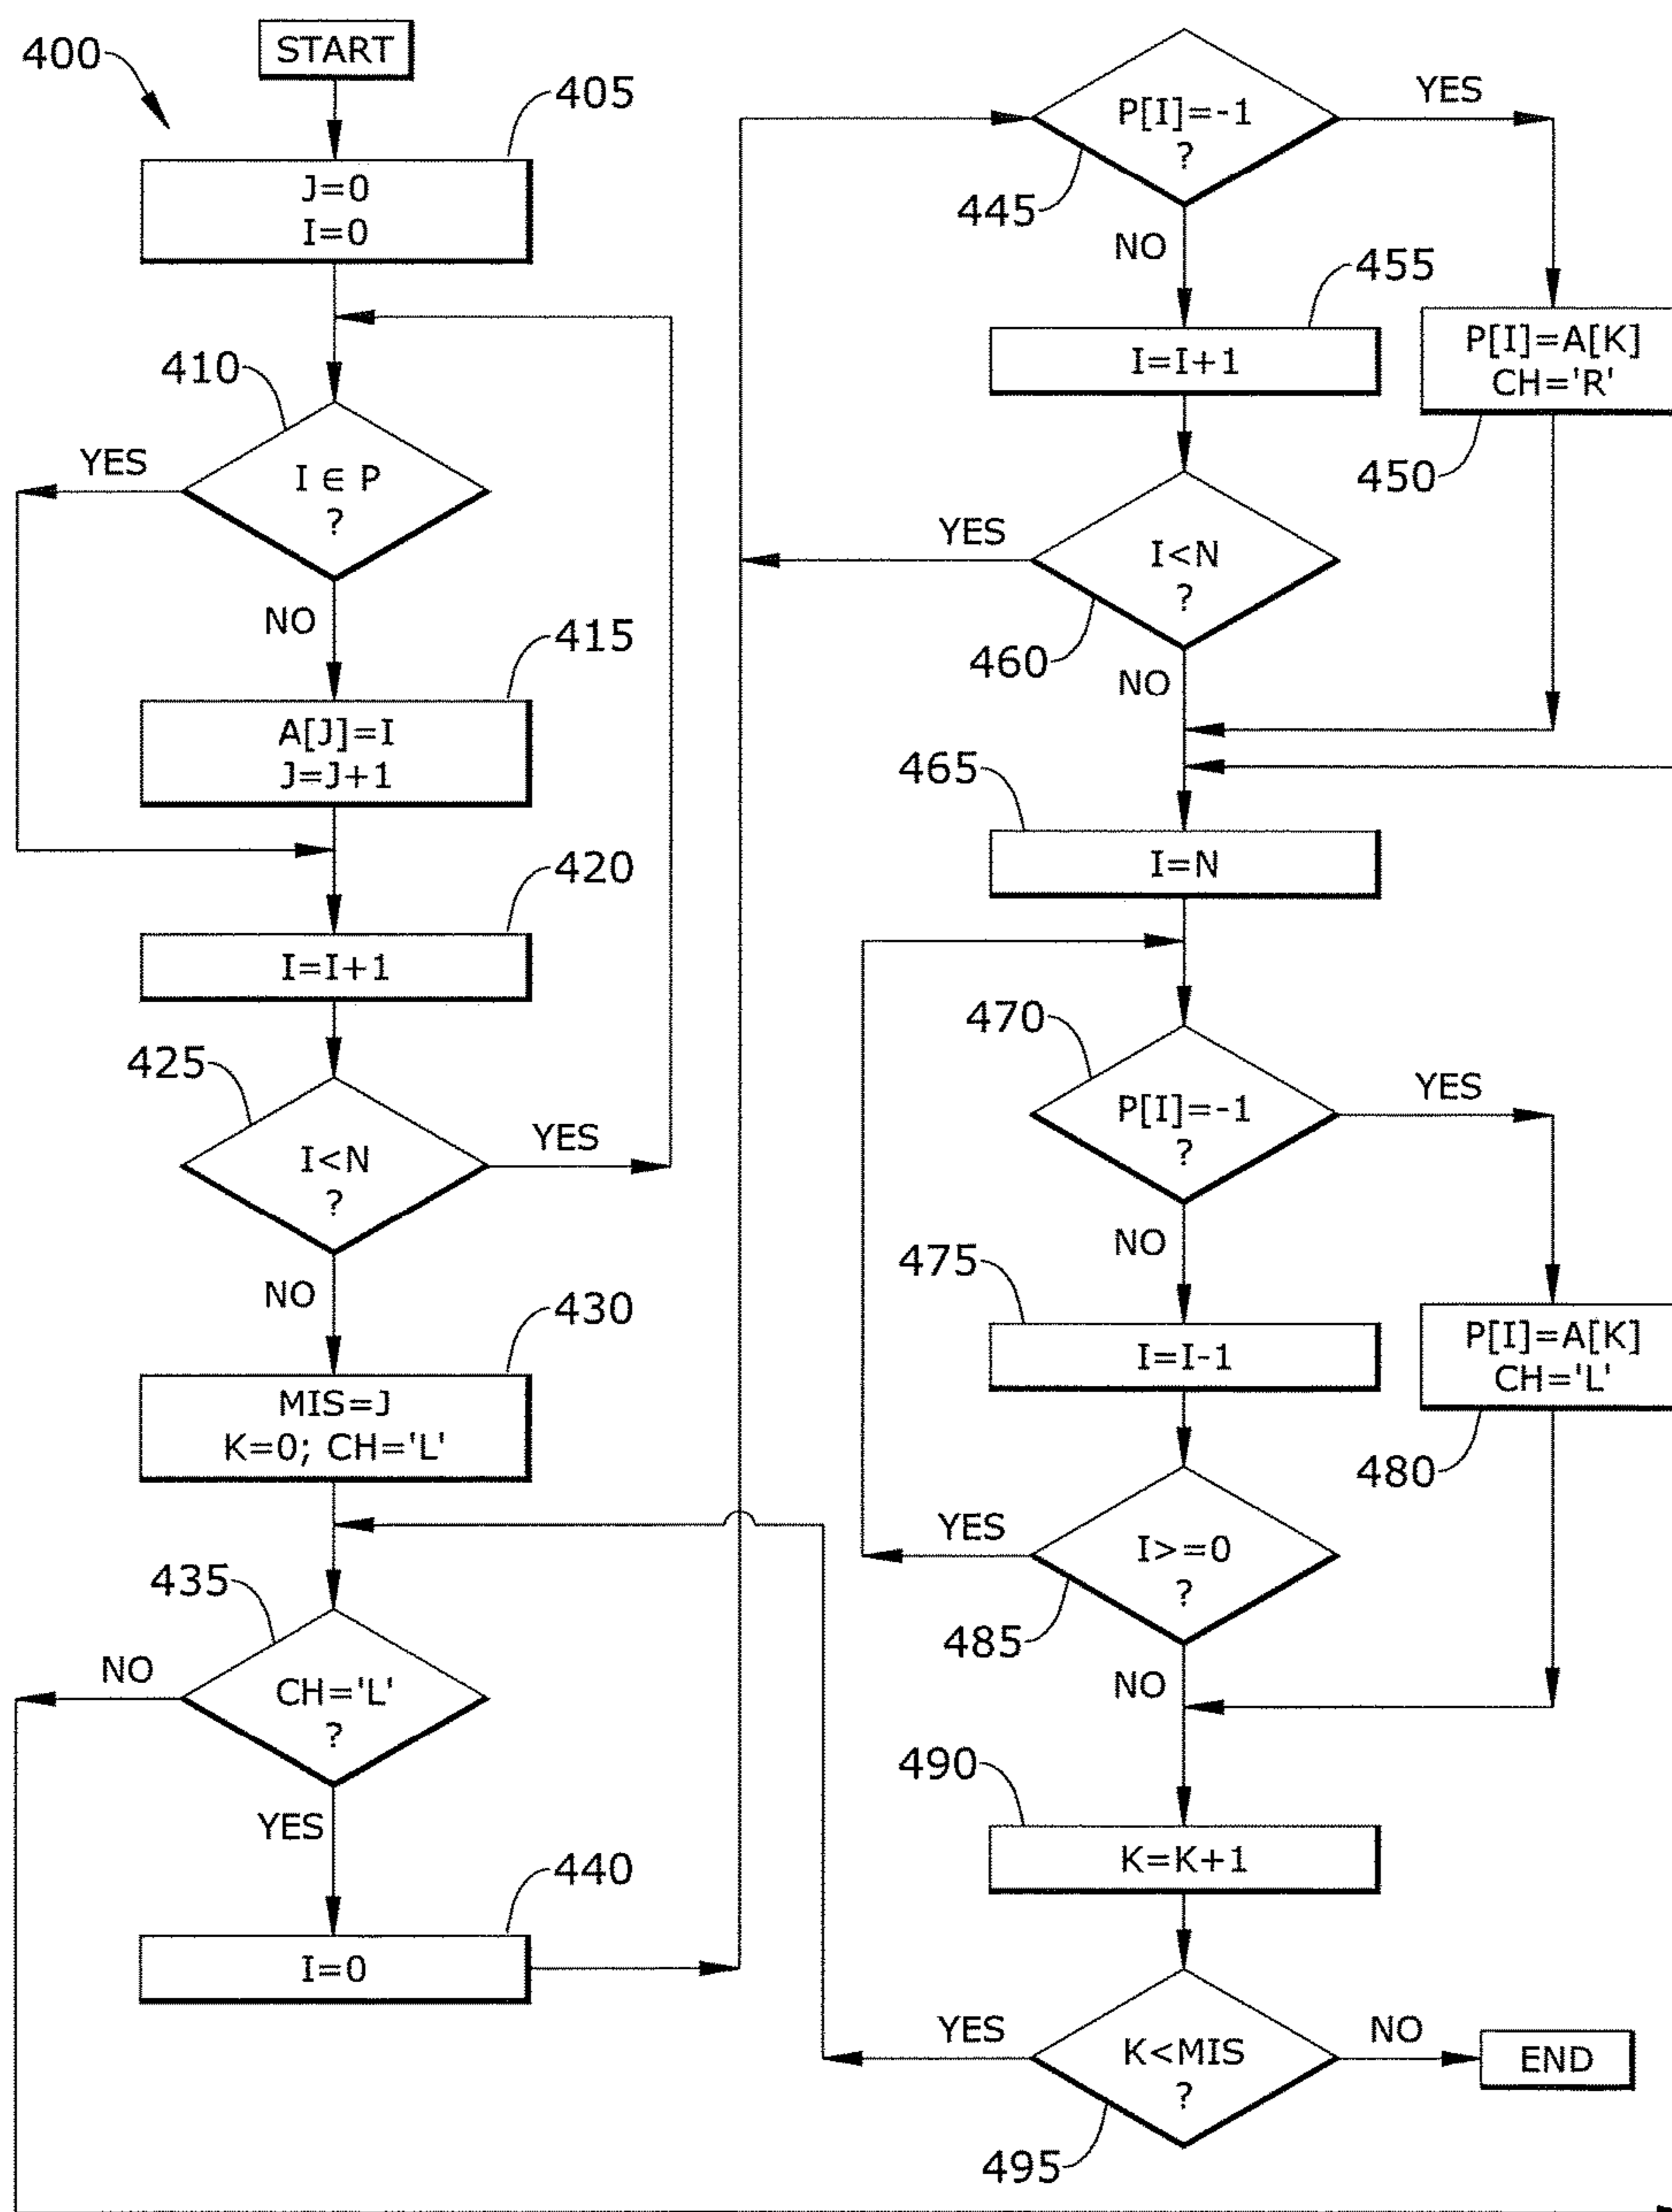 400
START
405
J=0
I=0
410
YES
I ∈ P
?
NO
415
A[J]=I
J=J+1
420
I=I+1
425
I<N
?
YES
NO
430
MIS=J
K=0; CH='L'
435
NO
CH='L'
?
YES
440
I=0
P[I]=-1
?
YES
445
NO
455
I=I+1
P[I]=A[K]
CH='R'
450
YES
I<N
?
460
NO
465
I=N
470
P[I]=-1
?
YES
NO
475
I=I-1
P[I]=A[K]
CH='L'
480
YES
I>=0
?
485
NO
490
K=K+1
YES
K<MIS
?
NO
END
495